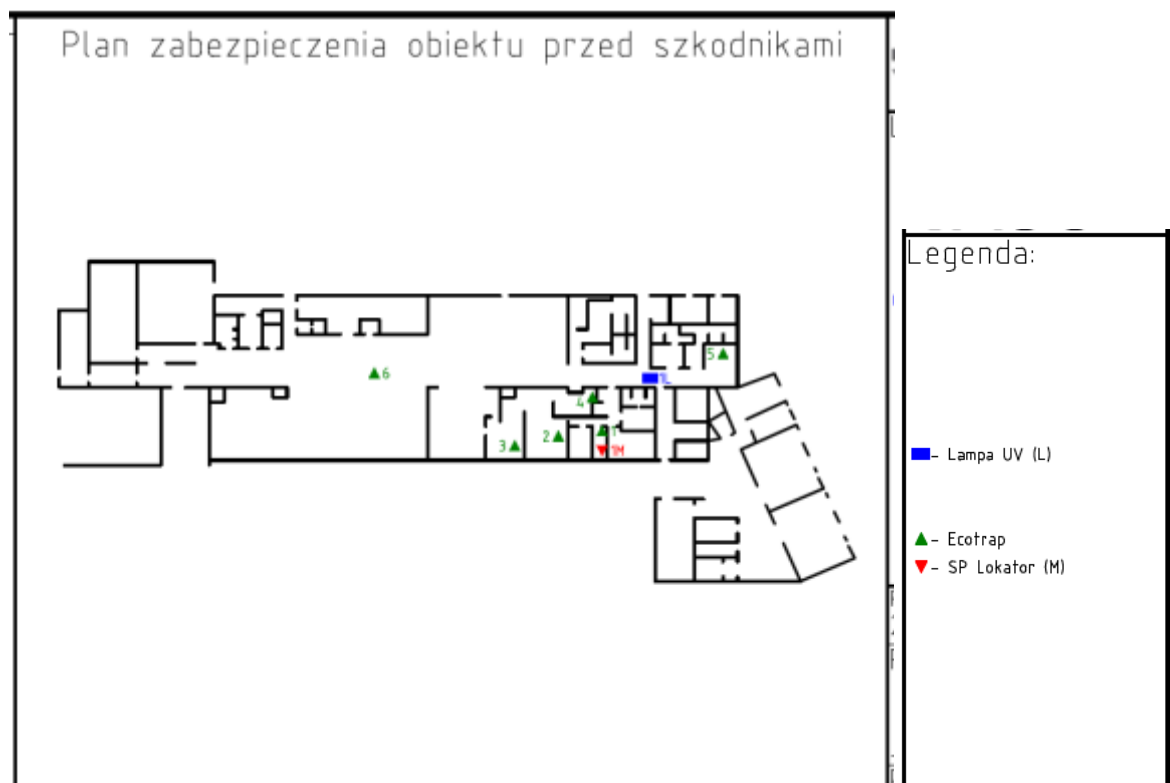 Plan zabezpieczenia obiektu przed szkodnikami
6
5
1L
4
1
2
3
1M
Legenda:
- Lampa UV (L)
- Ecotrap
- SP Lokator (M)